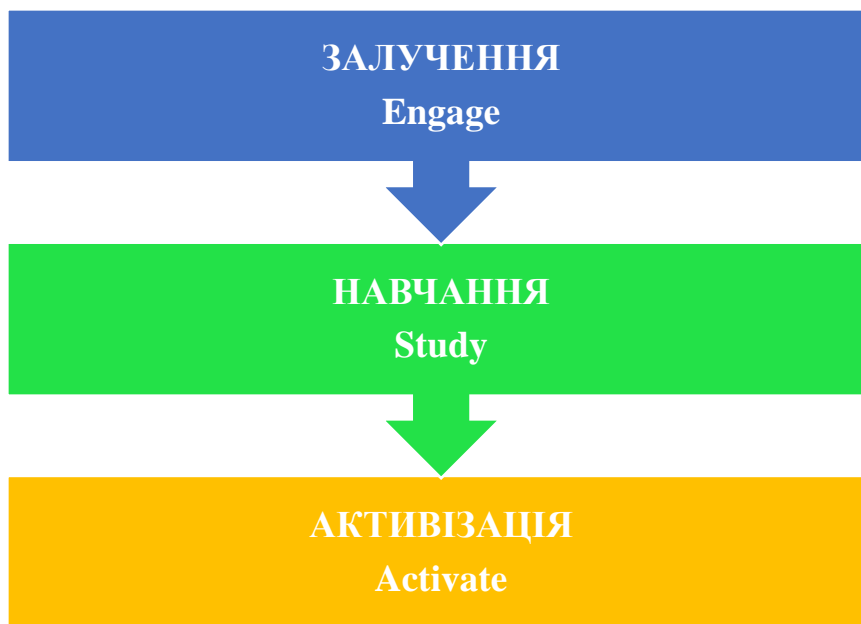 ЗАЛУЧЕННЯ
Engage
НАВЧАННЯ
Study
АКТИВІЗАЦІЯ
Activate